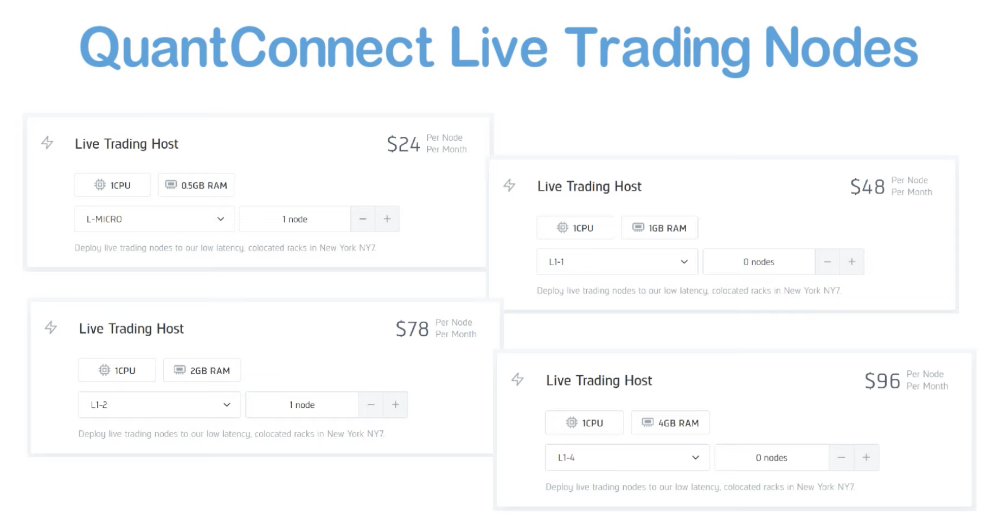 QuantConnect Live Trading Nodes
Live Trading Host
$24 Per Node Per Month
1CPU 0.5GB RAM
L-MICRO 1 node − +
Deploy live trading nodes to our low latency, colocated racks in New York NY7.
Live Trading Host
$48 Per Node Per Month
1CPU 1GB RAM
L1-1 0 nodes − +
Deploy live trading nodes to our low latency, colocated racks in New York NY7.
Live Trading Host
$78 Per Node Per Month
1CPU 2GB RAM
L1-2 1 node − +
Deploy live trading nodes to our low latency, colocated racks in New York NY7.
Live Trading Host
$96 Per Node Per Month
1CPU 4GB RAM
L1-4 0 nodes − +
Deploy live trading nodes to our low latency, colocated racks in New York NY7.